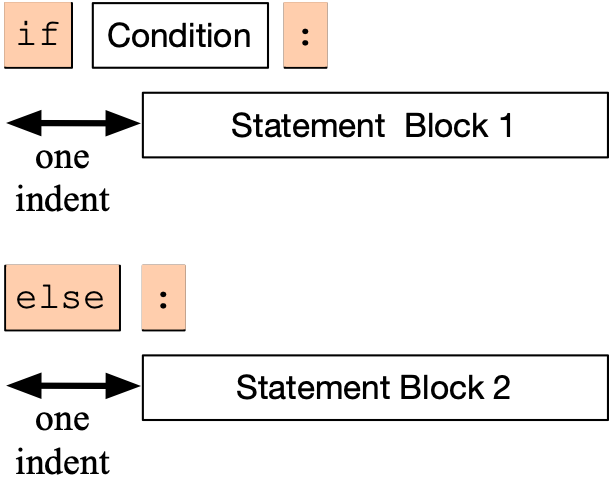 if Condition :
Statement Block 1
one
indent
else :
Statement Block 2
one
indent